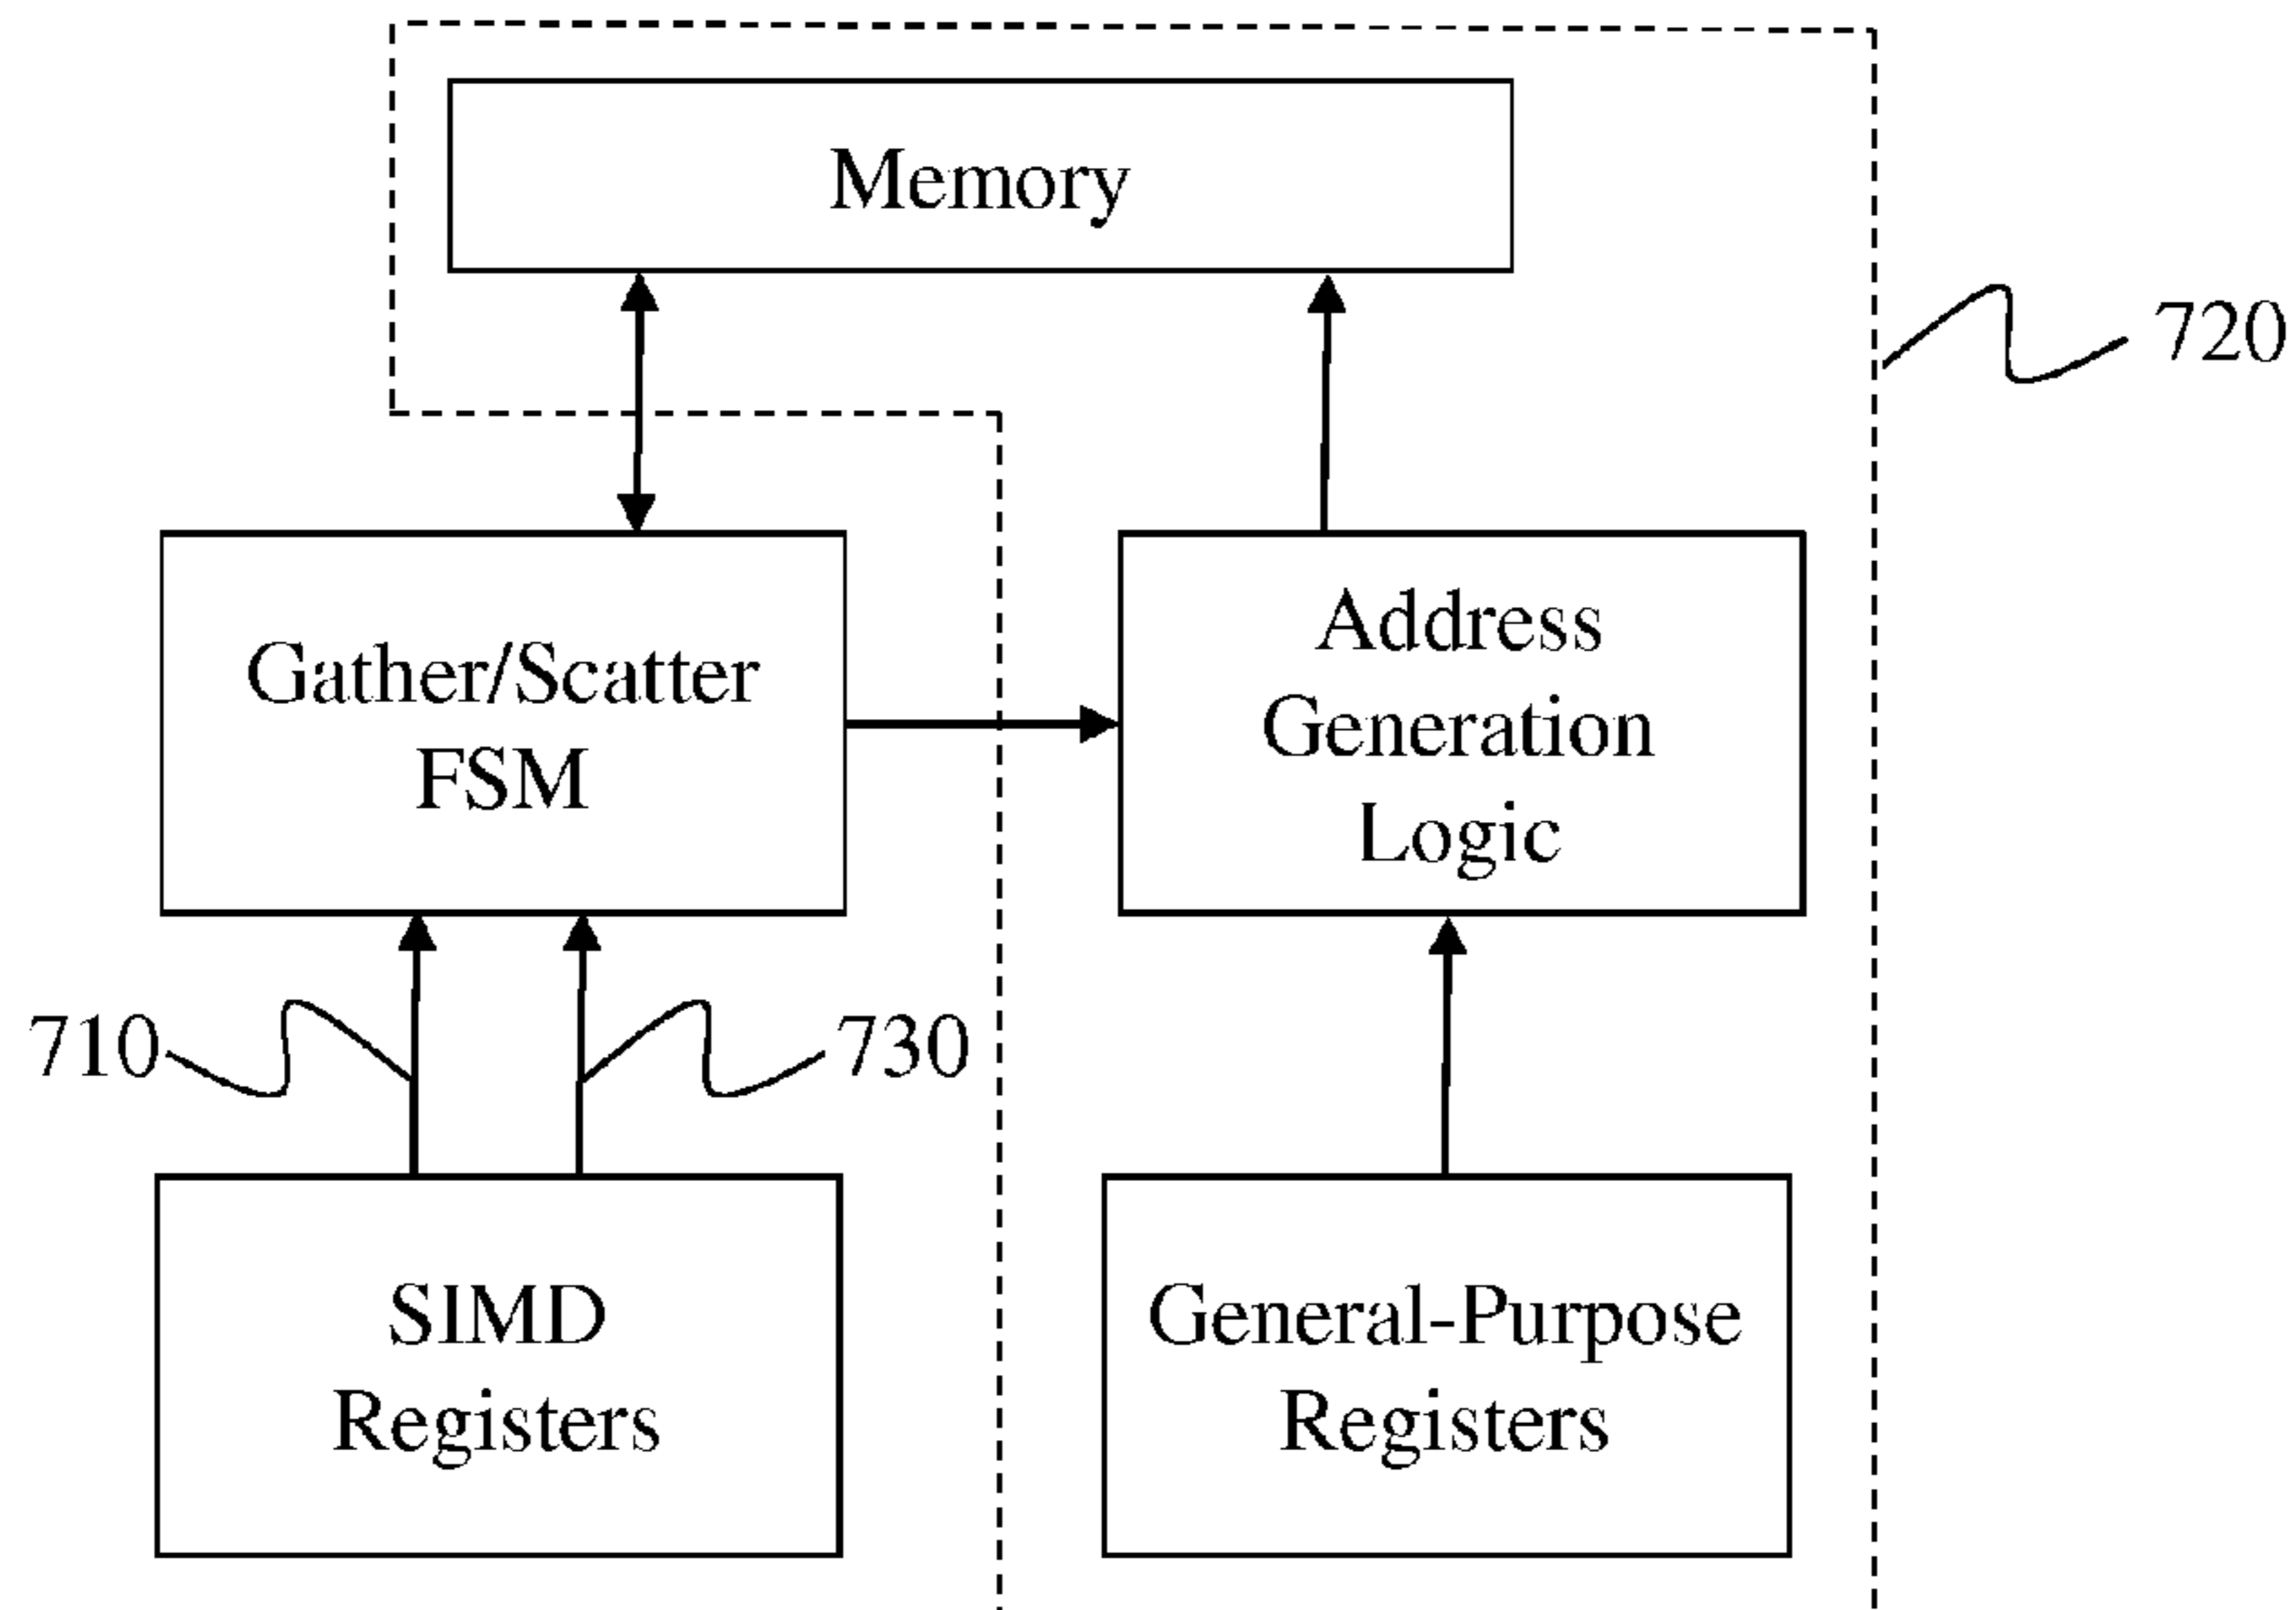 Memory
720
Gather/Scatter
FSM
Address
Generation
Logic
710
730
SIMD
Registers
General-Purpose
Registers